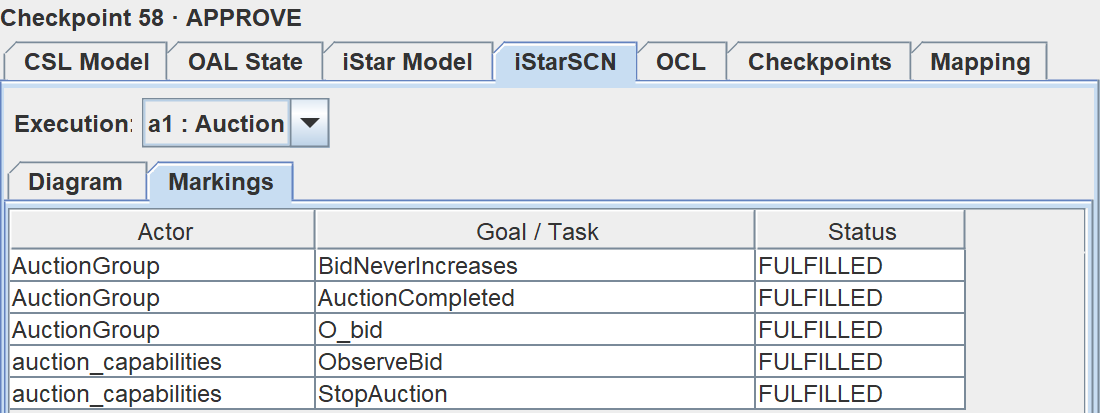 Checkpoint 58 · APPROVE
CSL Model OAL State iStar Model iStarSCN OCL Checkpoints Mapping
Execution: a1 : Auction
Diagram Markings
Actor Goal / Task Status
AuctionGroup BidNeverIncreases FULFILLED
AuctionGroup AuctionCompleted FULFILLED
AuctionGroup O_bid FULFILLED
auction_capabilities ObserveBid FULFILLED
auction_capabilities StopAuction FULFILLED